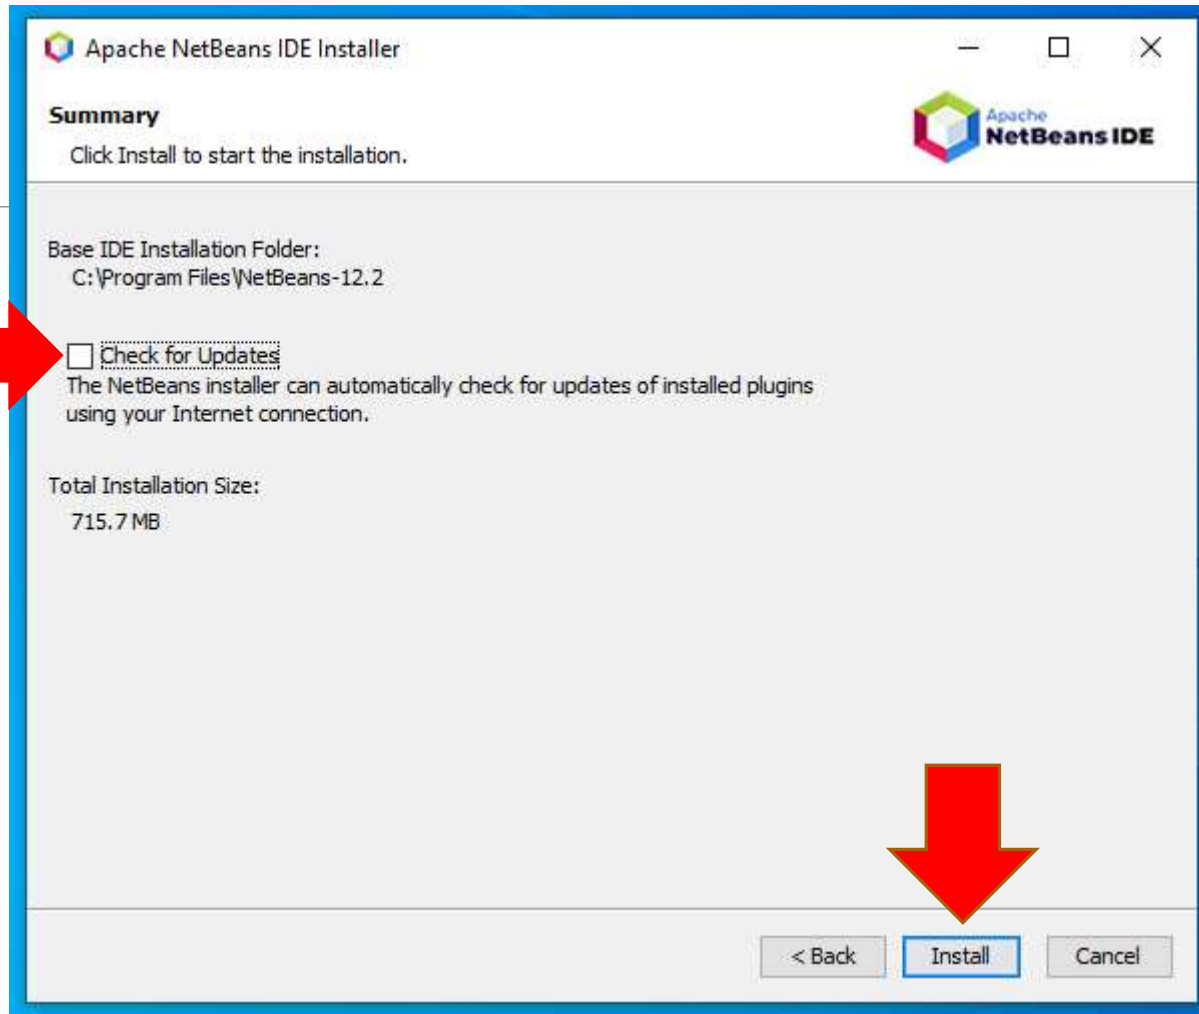 Apache NetBeans IDE Installer
Summary
Click Install to start the installation.
Apache
NetBeans IDE
Base IDE Installation Folder:
C:\Program Files\NetBeans-12.2
Check for Updates
The NetBeans installer can automatically check for updates of installed plugins
using your Internet connection.
Total Installation Size:
715.7 MB
< Back
Install
Cancel